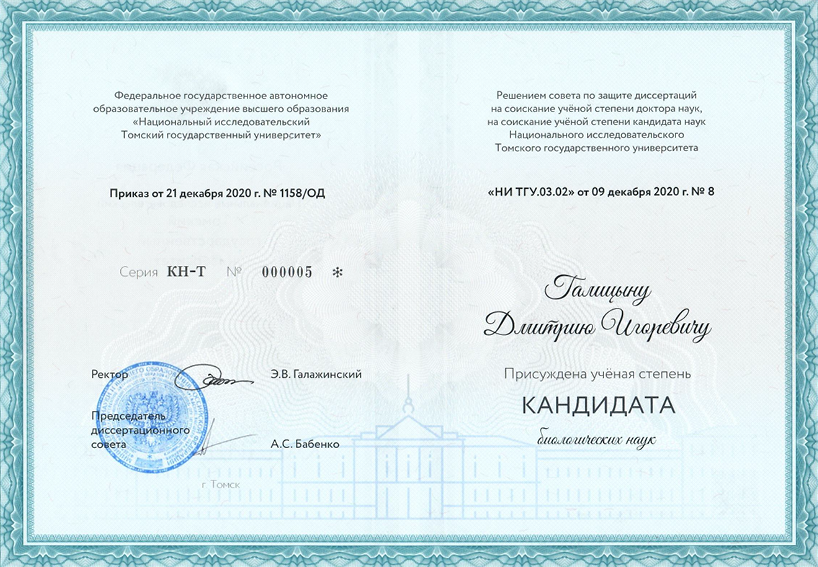 Федеральное государственное автономное
образовательное учреждение высшего образования
«Национальный исследовательский
Томский государственный университет»
Приказ от 21 декабря 2020 г. № 1158/ОД
Серия КН-Т № 000005 *
Ректор Э.В. Галажинский
Председатель
диссертационного
совета А.С. Бабенко
г. Томск
Решением совета по защите диссертаций
на соискание учёной степени доктора наук,
на соискание учёной степени кандидата наук
Национального исследовательского
Томского государственного университета
«НИ ТГУ.03.02» от 09 декабря 2020 г. № 8
Галицыну
Дмитрию Игоревичу
Присуждена учёная степень
КАНДИДАТА
биологических наук